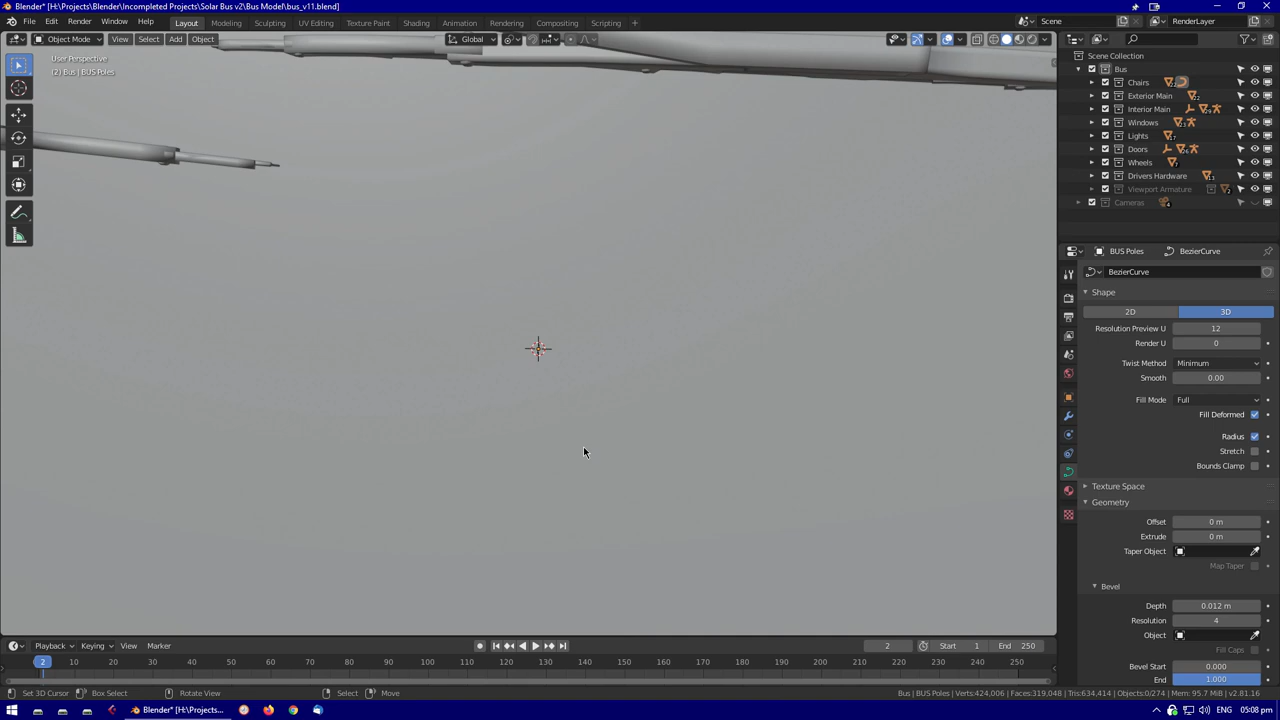 Blender* [H:\Projects\Blender\Incompleted Projects\Solar Bus v2\Bus Model\bus_v11.blend]
File Edit Render Window Help
Layout Modeling Sculpting UV Editing Texture Paint Shading Animation Rendering Compositing Scripting +
Scene
RenderLayer
Object Mode View Select Add Object
Global
User Perspective
(2) Bus | BUS Poles
Scene Collection
Bus
Chairs
Exterior Main
Interior Main
Windows
Lights
Doors
Wheels
Drivers Hardware
Viewport Armature
Cameras
BUS Poles BezierCurve
BezierCurve
Shape
2D 3D
Resolution Preview U 12
Render U 0
Twist Method Minimum
Smooth 0.00
Fill Mode Full
Fill Deformed
Radius
Stretch
Bounds Clamp
Texture Space
Geometry
Offset 0 m
Extrude 0 m
Taper Object
Map Taper
Bevel
Depth 0.012 m
Resolution 4
Object
Fill Caps
Bevel Start 0.000
End 1.000
Playback Keying View Marker
2 Start 1 End 250
2 10 20 30 40 50 60 70 80 90 100 110 120 130 140 150 160 170 180 190 200 210 220 230 240 250
Set 3D Cursor Box Select Rotate View Select Move
Bus | BUS Poles | Verts:424,006 | Faces:319,048 | Tris:634,414 | Objects:0/274 | Mem: 95.7 MiB | v2.81.16
Blender* [H:\Projects...
ENG 05:08 pm